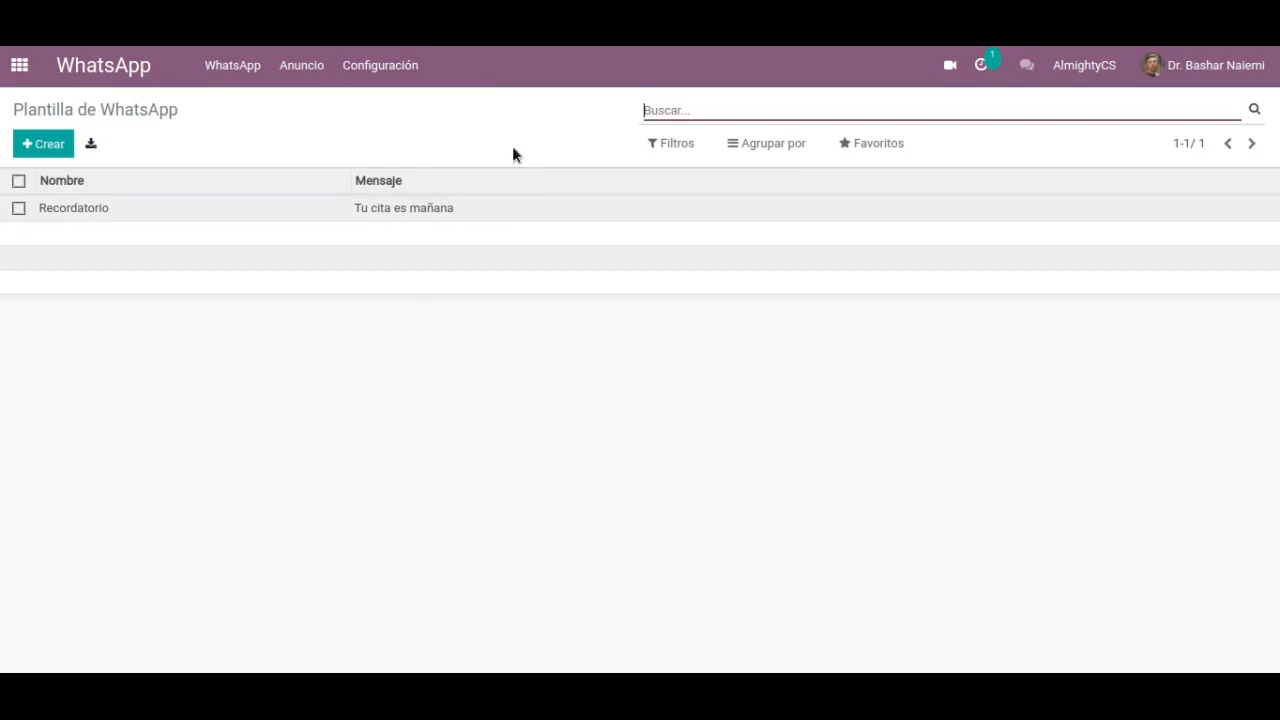 WhatsApp WhatsApp Anuncio Configuración 1 AlmightyCS Dr. Bashar Naiemi
Plantilla de WhatsApp Buscar...
Crear Filtros Agrupar por Favoritos 1-1/ 1
Nombre Mensaje
Recordatorio Tu cita es mañana